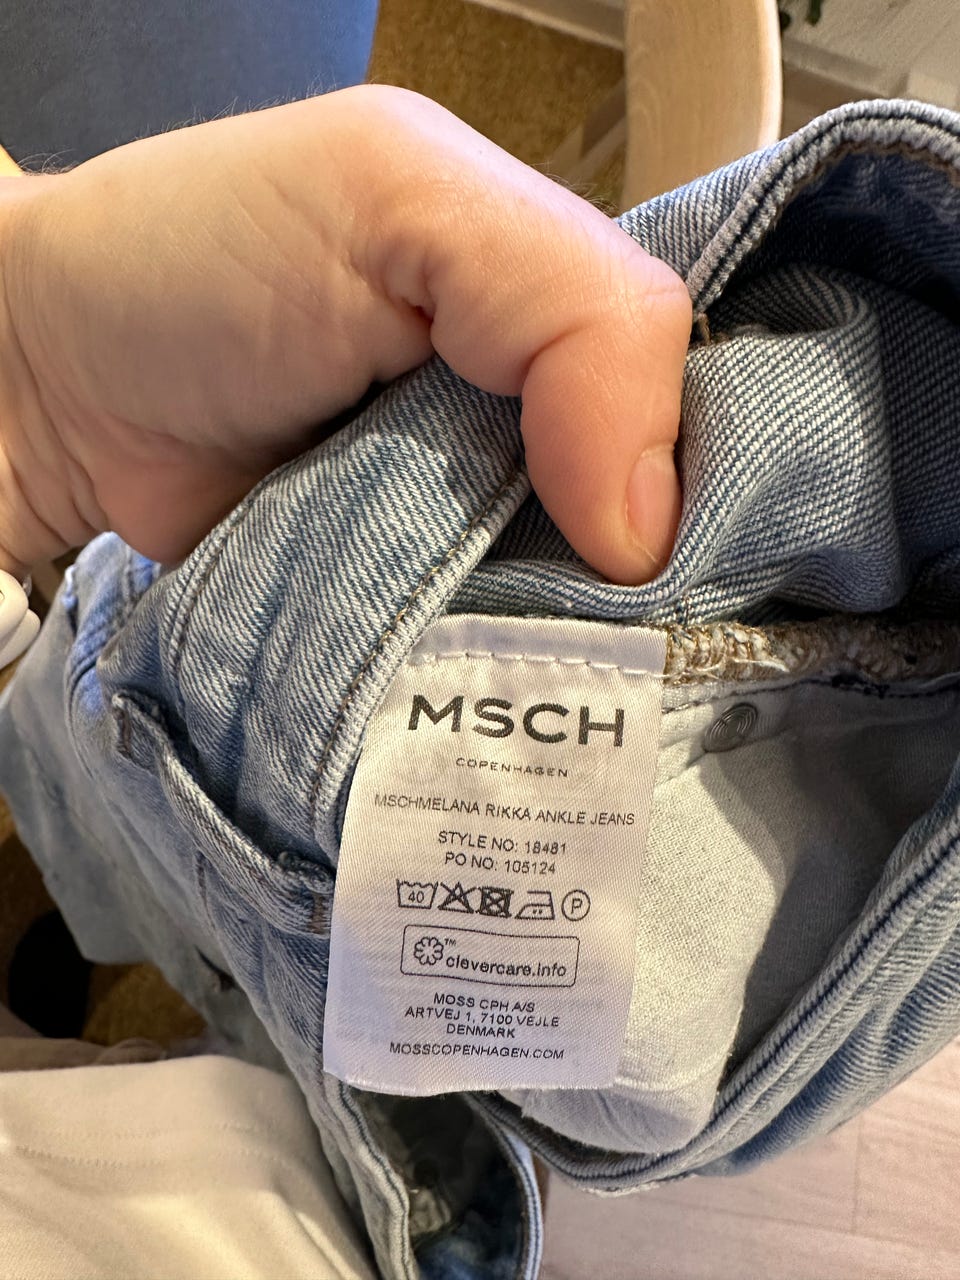 MSCH
COPENHAGEN
MSCHMELANA RIKKA ANKLE JEANS
STYLE NO: 18481
PO NO: 105124
40 P
™ clevercare.info
MOSS CPH A/S
ARTVEJ 1, 7100 VEJLE
DENMARK
MOSSCOPENHAGEN.COM